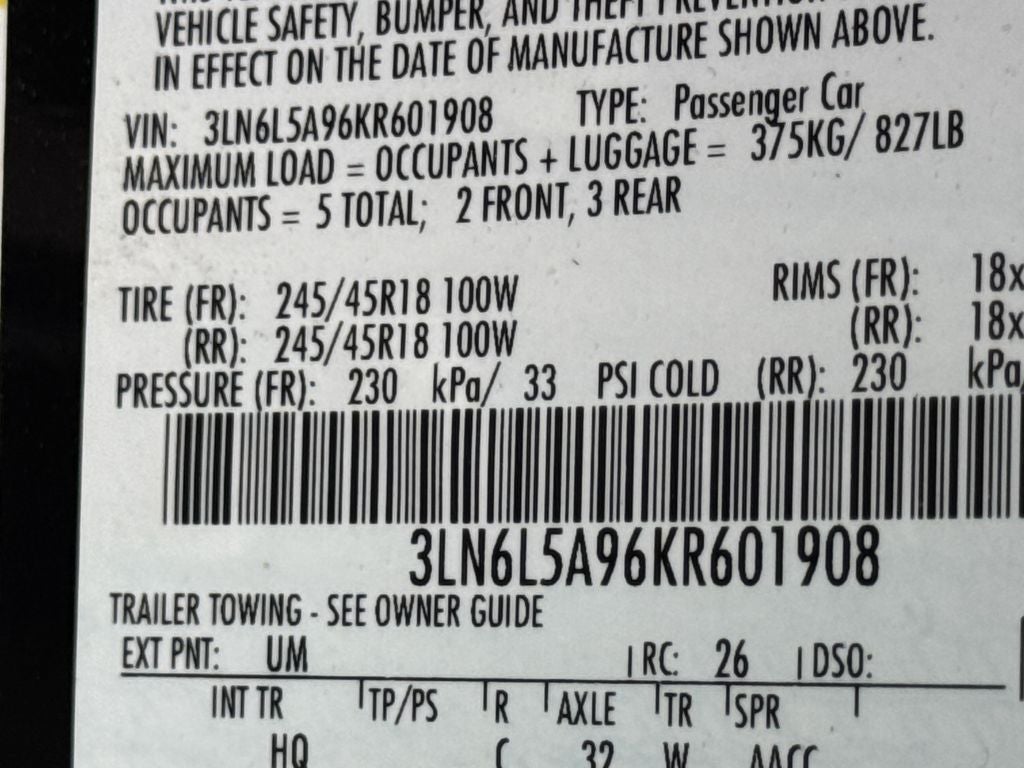 VEHICLE SAFETY, BUMPER, AND THEFT PREVENTION
IN EFFECT ON THE DATE OF MANUFACTURE SHOWN ABOVE.
VIN: 3LN6L5A96KR601908 TYPE: Passenger Car
MAXIMUM LOAD = OCCUPANTS + LUGGAGE = 375KG/ 827LB
OCCUPANTS = 5 TOTAL; 2 FRONT, 3 REAR
TIRE (FR): 245/45R18 100W RIMS (FR): 18x
(RR): 245/45R18 100W (RR): 18x
PRESSURE (FR): 230 kPa/ 33 PSI COLD (RR): 230 kPa
3LN6L5A96KR601908
TRAILER TOWING - SEE OWNER GUIDE
EXT PNT: UM | RC: 26 | DSO:
INT TR | TP/PS | R | AXLE | TR | SPR |
HQ C 32 W AACC